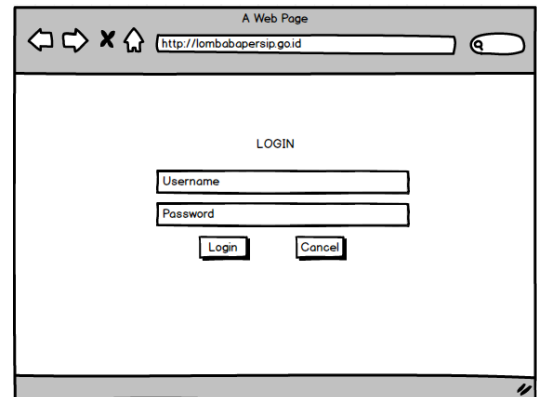 A Web Page
http://lombabapersip.go.id
LOGIN
Username
Password
Login Cancel